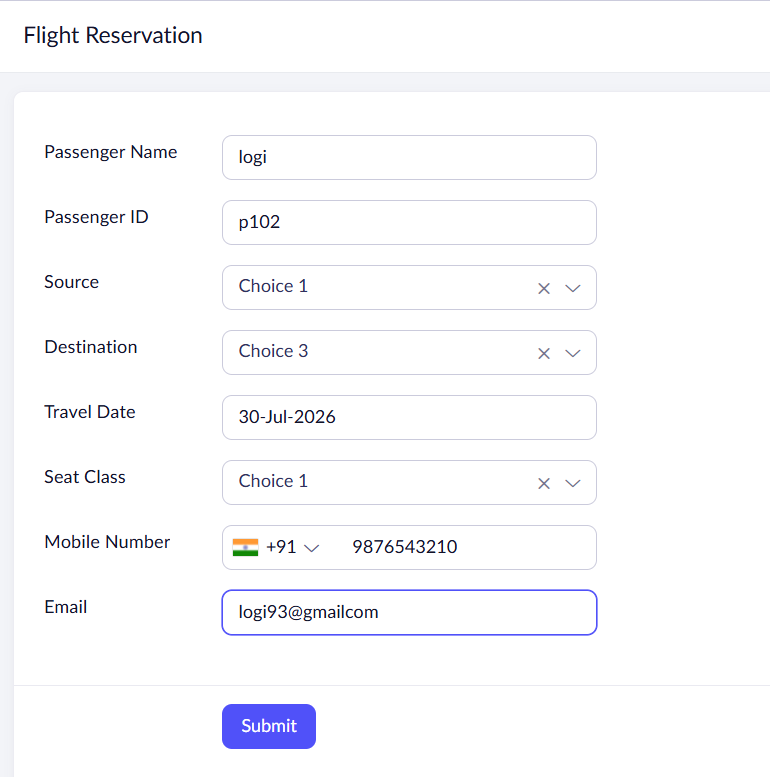 Flight Reservation
Passenger Name logi
Passenger ID p102
Source Choice 1
Destination Choice 3
Travel Date 30-Jul-2026
Seat Class Choice 1
Mobile Number +91 9876543210
Email logi93@gmailcom
Submit